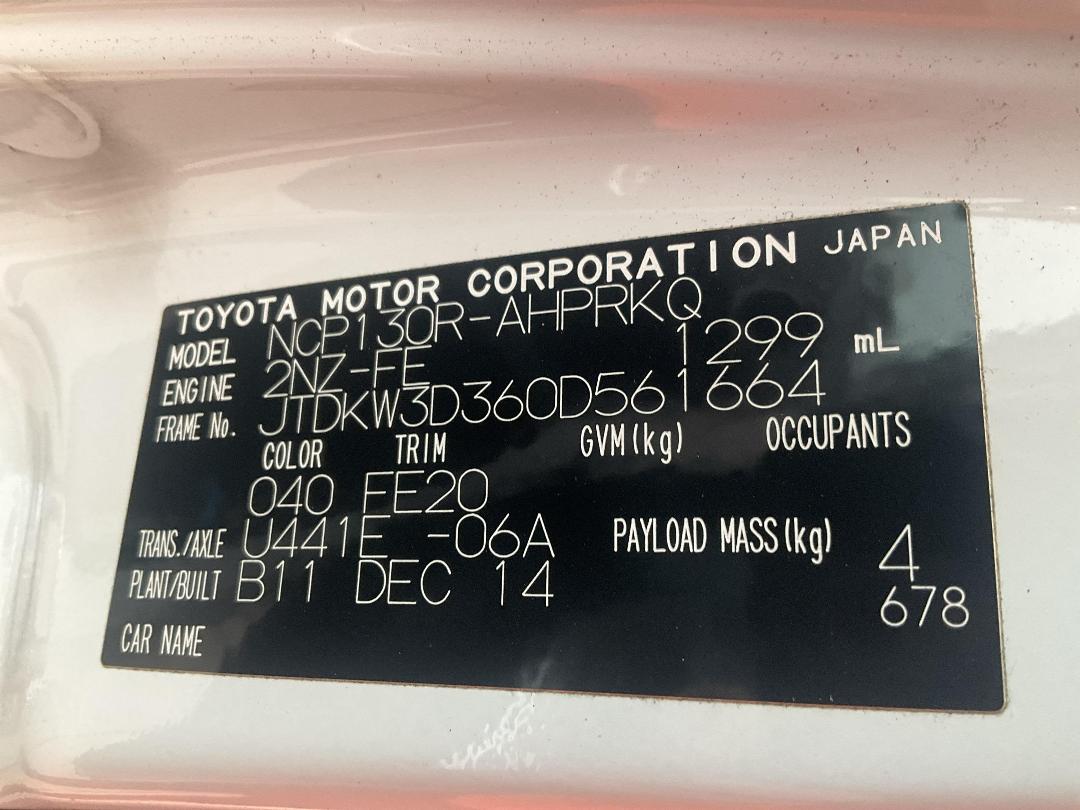 TOYOTA MOTOR CORPORATION JAPAN
MODEL NCP130R-AHPRKQ
ENGINE 2NZ-FE 1299 mL
FRAME No. JTDKW3D360D561664
COLOR TRIM GVM(kg) OCCUPANTS
040 FE20
TRANS./AXLE U441E -06A PAYLOAD MASS(kg) 4
PLANT/BUILT B11 DEC 14 678
CAR NAME